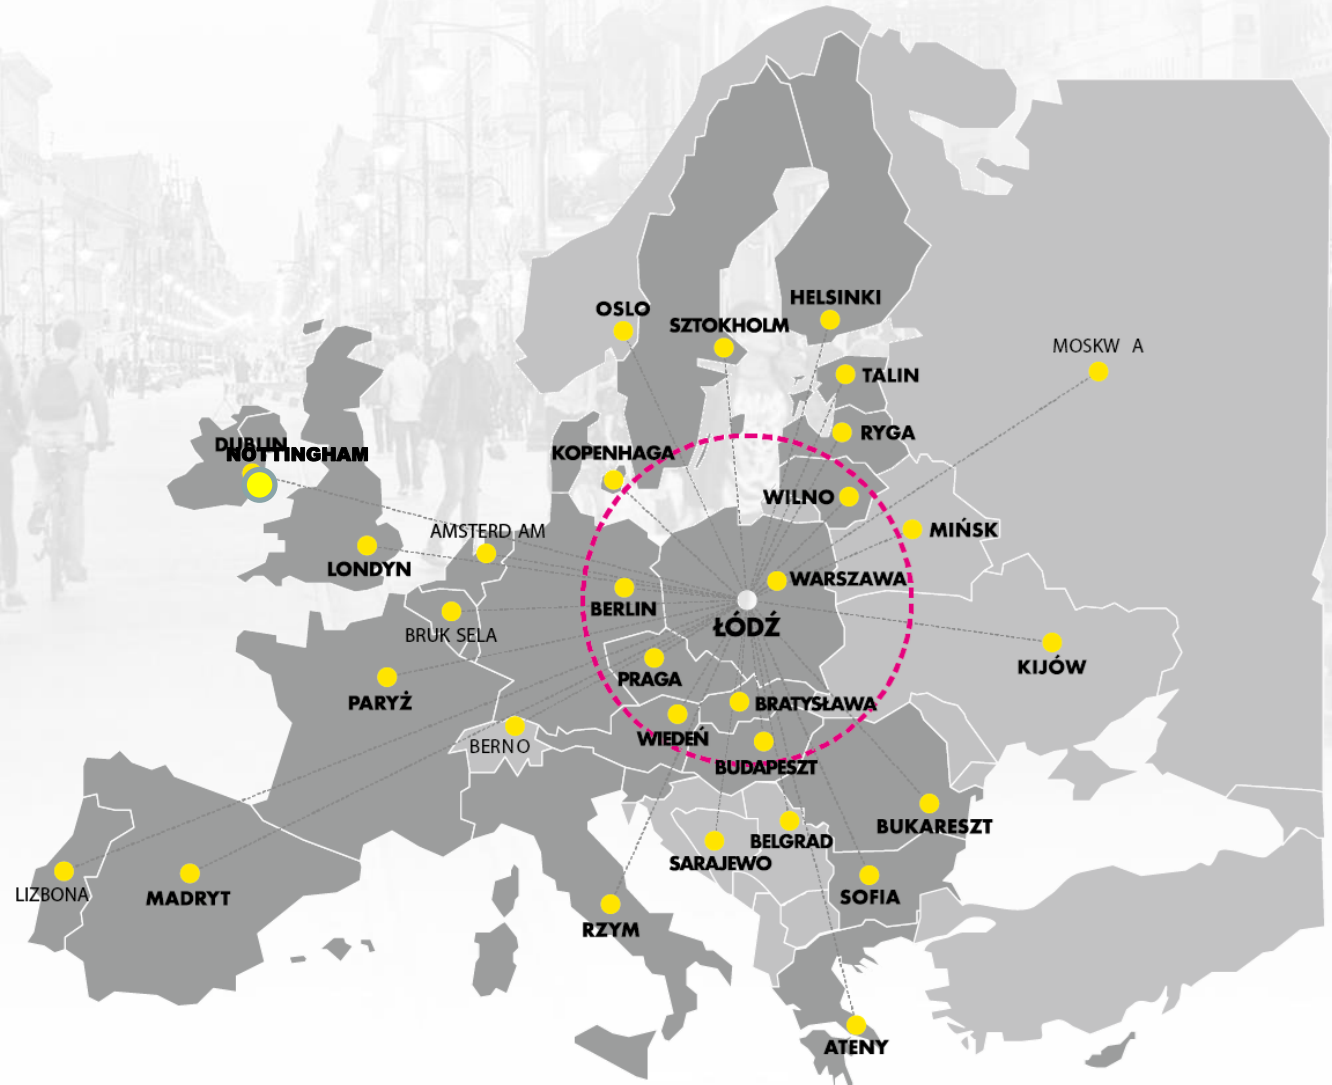 HELSINKI
OSLO
SZTOKHOLM
MOSKW A
TALIN
RYGA
DUBLIN
NOTTINGHAM
KOPENHAGA
WILNO
AMSTERD AM
MIŃSK
LONDYN
WARSZAWA
BERLIN
ŁÓDŹ
BRUK SELA
KIJÓW
PRAGA
PARYŻ
BRATYSŁAWA
WIEDEŃ
BERN O
BUDAPESZT
BUKARESZT
BELGRAD
SARAJEWO
LIZBONA
MADRYT
SOFIA
RZYM
ATENY